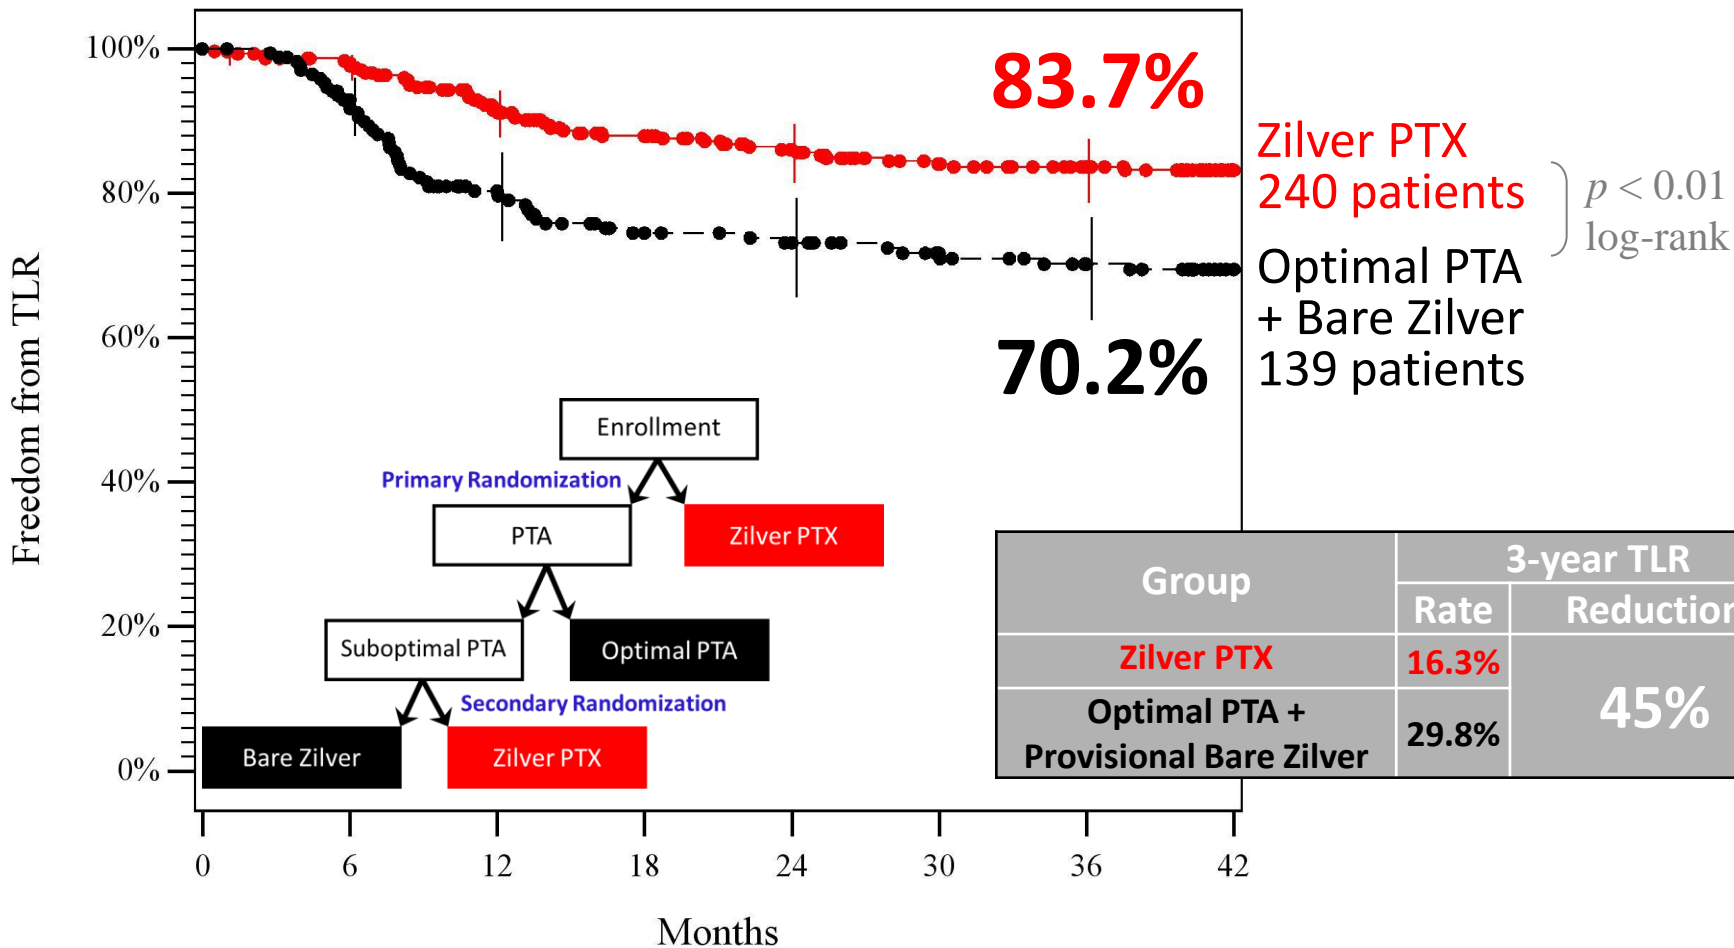 100%
80%
60%
40%
20%
0%
Freedom from TLR
83.7%
70.2%
Zilver PTX
240 patients
p < 0.01
log-rank
Optimal PTA
+ Bare Zilver
139 patients
Enrollment
Primary Randomization
PTA
Zilver PTX
Suboptimal PTA
Optimal PTA
Secondary Randomization
Bare Zilver
Zilver PTX
Group
3-year TLR
Rate
Reduction
Zilver PTX
16.3%
45%
Optimal PTA +
Provisional Bare Zilver
29.8%
0 6 12 18 24 30 36 42
Months